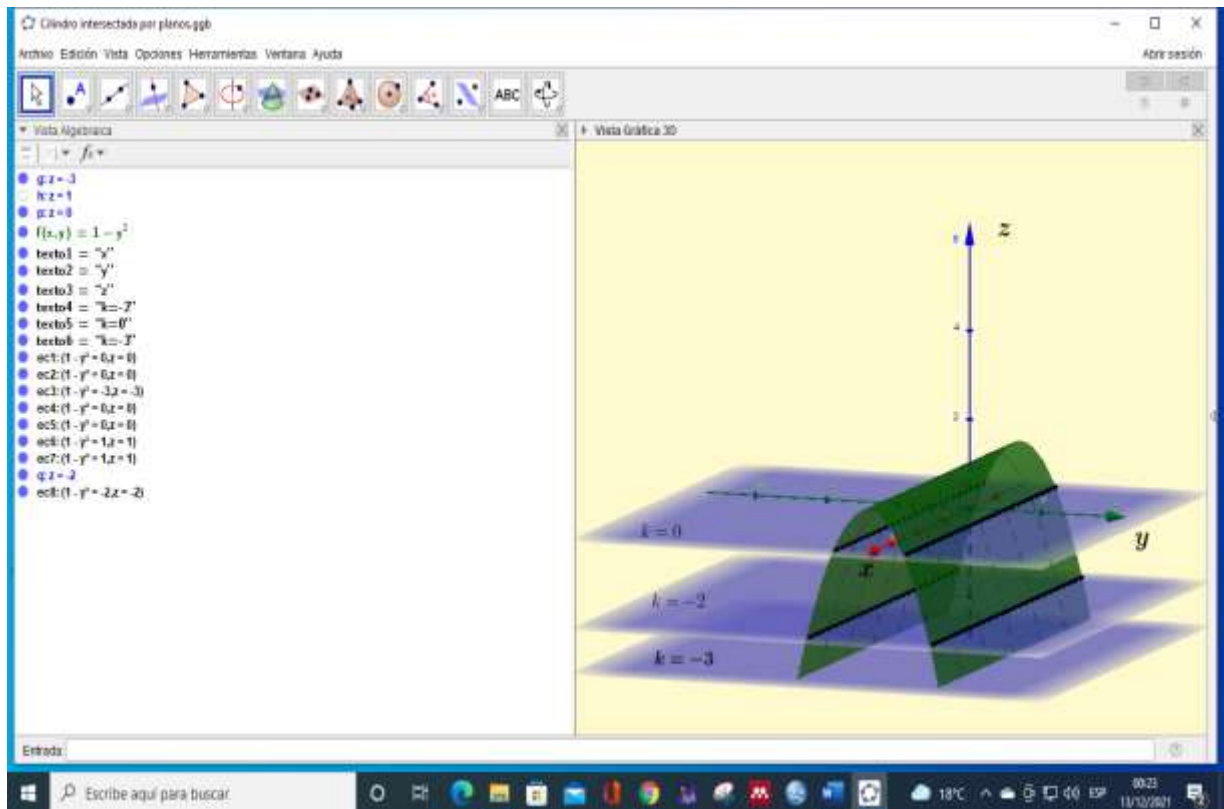 Cilindro intersectada por planos.ggb
Archivo Edición Vista Opciones Herramientas Ventana Ayuda
Abrir sesión
ABC
Vista Algebraica
Vista Gráfica 3D
g: z = -3
h: z = 1
p: z = 0
f(x,y) = 1 - y²
texto1 = "x"
texto2 = "y"
texto3 = "z"
texto4 = "k=-2"
texto5 = "k=0"
texto6 = "k=-3"
ec1: (1 - y² = 0, z = 0)
ec2: (1 - y² = 0, z = 0)
ec3: (1 - y² = -3, z = -3)
ec4: (1 - y² = 0, z = 0)
ec5: (1 - y² = 0, z = 0)
ec6: (1 - y² = 1, z = 1)
ec7: (1 - y² = 1, z = 1)
q: z = -2
ec8: (1 - y² = -2, z = -2)
z
4
k = 0
y
x
k = -2
k = -3
Entrada:
Escribe aquí para buscar
18°C
ESP
00:23
11/12/2021